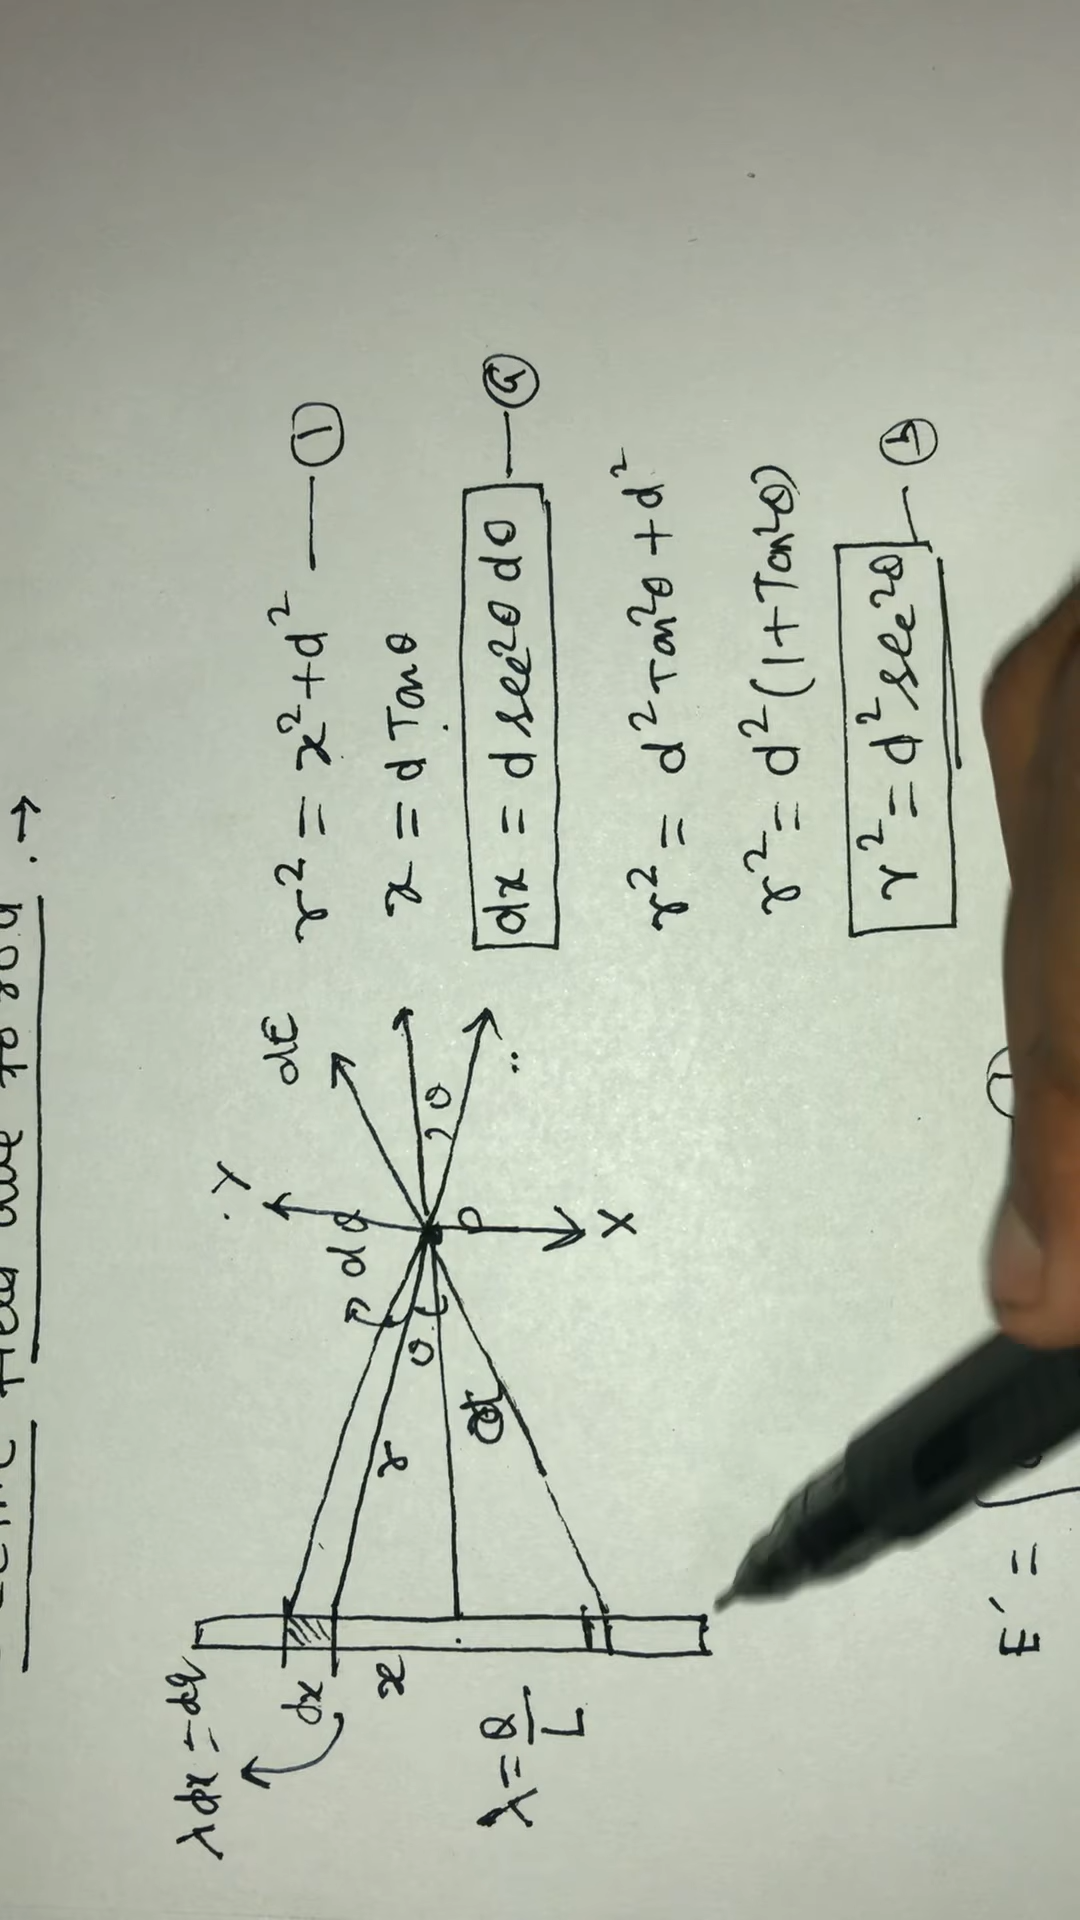 Field due to rod . →
λdx = dq
dx
x
λ = Q/L
r
θ
dθ
d
Y
X
P
dE
θ
r² = x² + d² — ①
x = d Tanθ
dx = d sec²θ dθ — ⓐ
r² = d² Tan²θ + d²
r² = d² (1 + Tan²θ)
r² = d² sec²θ — ⓑ
E' =